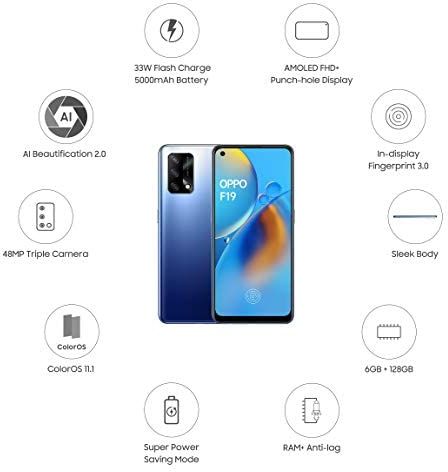 33W Flash Charge
5000mAh Battery
AMOLED FHD+
Punch-hole Display
AI
AI Beautification 2.0
In-display
Fingerprint 3.0
OPPO
F19
48MP Triple Camera
Sleek Body
ColorOS
ColorOS 11.1
6GB + 128GB
Super Power
Saving Mode
RAM+ Anti-lag